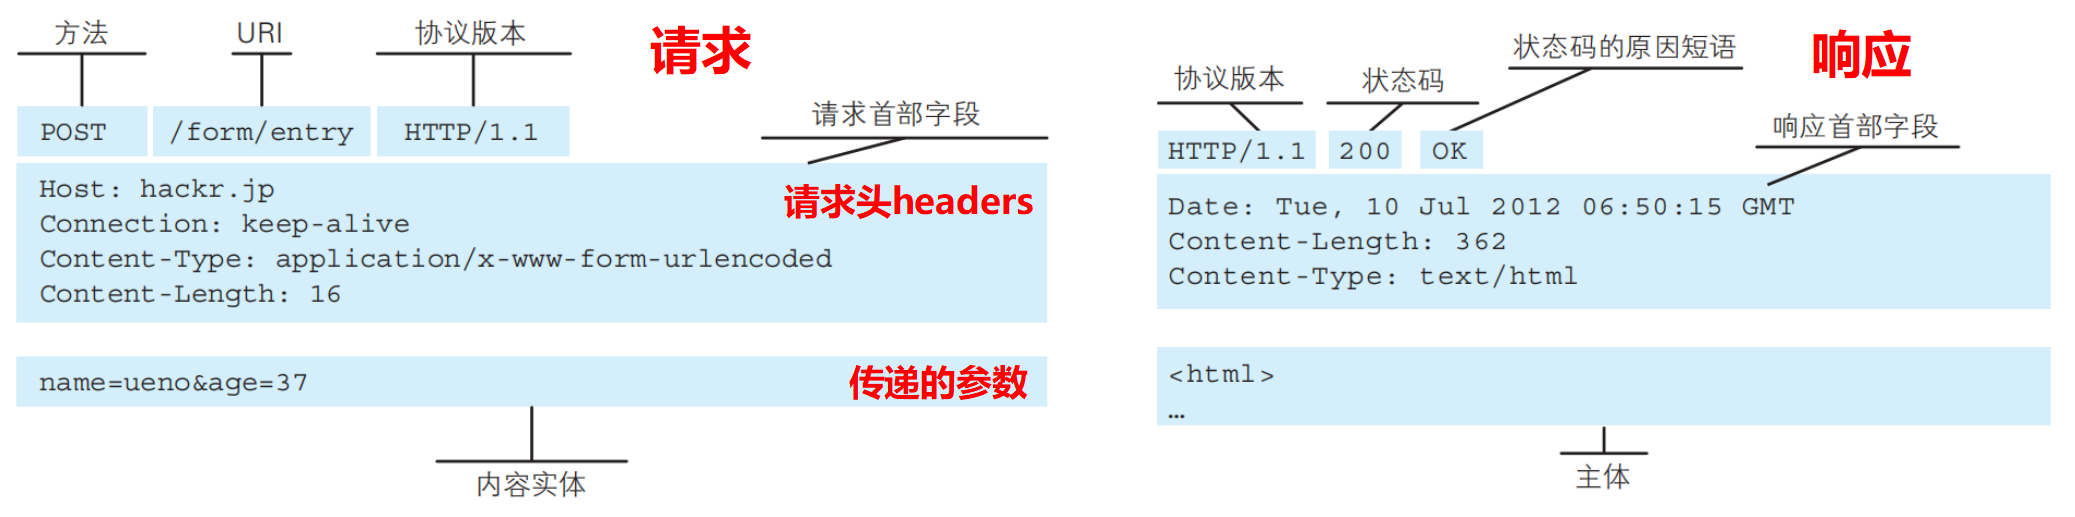 方法
URI
协议版本
请求
POST
/form/entry
HTTP/1.1
请求首部字段
Host: hackr.jp
Connection: keep-alive
Content-Type: application/x-www-form-urlencoded
Content-Length: 16
请求头headers
name=ueno&age=37
传递的参数
内容实体
响应
协议版本
状态码
状态码的原因短语
HTTP/1.1
200
OK
响应首部字段
Date: Tue, 10 Jul 2012 06:50:15 GMT
Content-Length: 362
Content-Type: text/html
<html>
…
主体